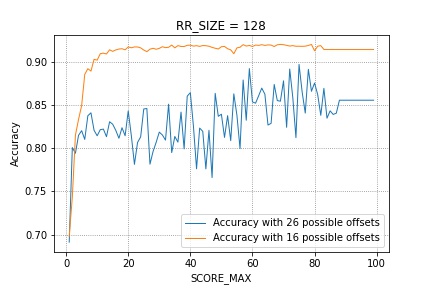 RR_SIZE = 128
Accuracy
0.90
0.85
0.80
0.75
0.70
Accuracy with 26 possible offsets
Accuracy with 16 possible offsets
0 20 40 60 80 100
SCORE_MAX